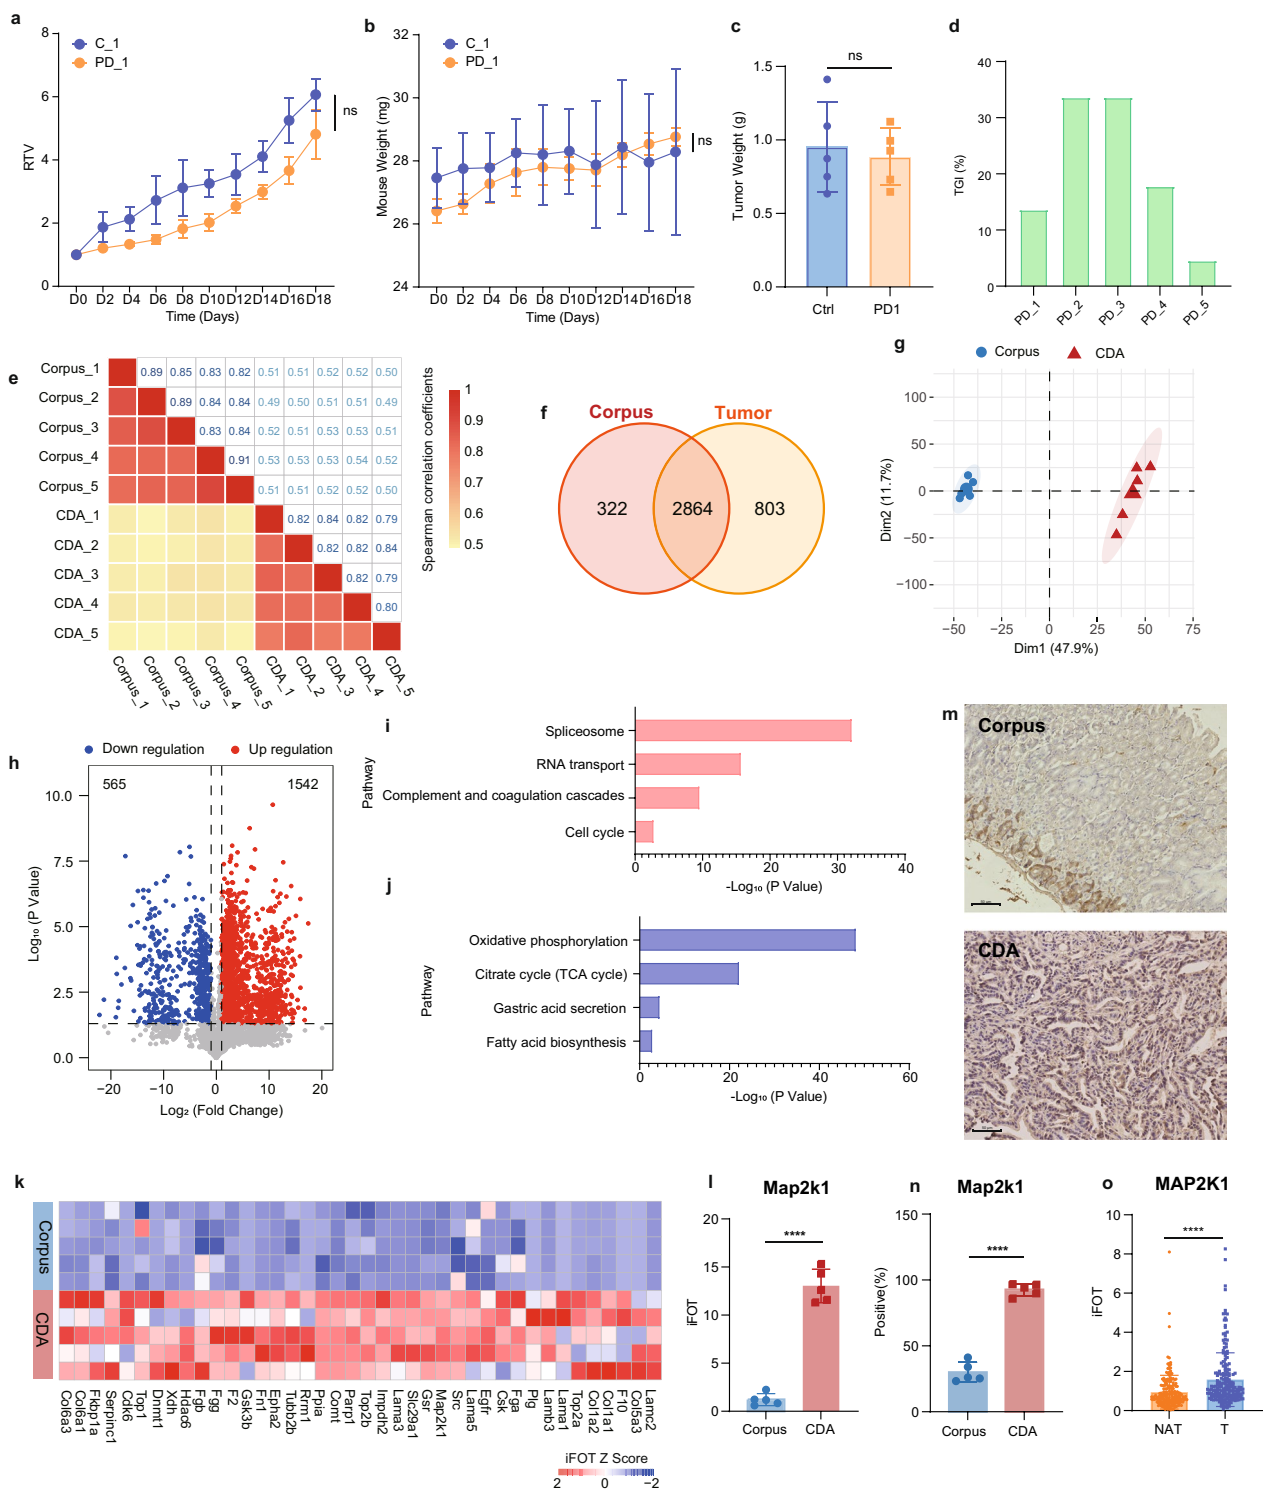 a
8
6
4
2
0
RTV
C_1
PD_1
ns
D0 D2 D4 D6 D8 D10 D12 D14 D16 D18
Time (Days)
b
32
30
28
26
24
Mouse Weight (mg)
C_1
PD_1
ns
D0 D2 D4 D6 D8 D10 D12 D14 D16 D18
Time (Days)
c
ns
1.5
1.0
0.5
0.0
Tumor Weight (g)
Ctrl PD1
d
40
30
20
10
0
TGI (%)
PD_1 PD_2 PD_3 PD_4 PD_5
e
Corpus_1 0.89 0.85 0.83 0.82 0.51 0.51 0.52 0.52 0.50
Corpus_2 0.89 0.84 0.84 0.49 0.50 0.51 0.51 0.49
Corpus_3 0.83 0.84 0.52 0.51 0.53 0.53 0.51
Corpus_4 0.91 0.53 0.53 0.53 0.54 0.52
Corpus_5 0.51 0.51 0.52 0.52 0.50
CDA_1 0.82 0.84 0.82 0.79
CDA_2 0.82 0.82 0.84
CDA_3 0.82 0.79
CDA_4 0.80
CDA_5
Corpus_1 Corpus_2 Corpus_3 Corpus_4 Corpus_5 CDA_1 CDA_2 CDA_3 CDA_4 CDA_5
Spearman correlation coefficients
1
0.9
0.8
0.7
0.6
0.5
f
Corpus Tumor
322 2864 803
g
Corpus CDA
100
50
0
−50
−100
Dim2 (11.7%)
−50 −25 0 25 50 75
Dim1 (47.9%)
h
Down regulation Up regulation
565 1542
10.0
7.5
5.0
2.5
0.0
Log₁₀ (P Value)
−20 −10 0 10 20
Log₂ (Fold Change)
i
Pathway
Spliceosome
RNA transport
Complement and coagulation cascades
Cell cycle
0 10 20 30 40
-Log₁₀ (P Value)
j
Pathway
Oxidative phosphorylation
Citrate cycle (TCA cycle)
Gastric acid secretion
Fatty acid biosynthesis
0 20 40 60
-Log₁₀ (P Value)
m
Corpus
CDA
k
Corpus
CDA
Col6a3 Col6a1 Fkbp1a Serpinc1 Cdk6 Top1 Dnmt1 Xdh Hdac6 Fgb Fgg F2 Gsk3b Fn1 Epha2 Tubb2b Rrm1 Ppia Comt Parp1 Top2b Impdh2 Lama3 Slc29a1 Gsr Map2k1 Src Lama5 Egfr Csk Fga Plg Lamb3 Lama1 Top2a Col1a2 Col1a1 F10 Col5a3 Lamc2
iFOT Z Score
2 0 −2
l
Map2k1
20
15
10
5
0
iFOT
****
Corpus CDA
n
Map2k1
150
100
50
0
Positive(%)
****
Corpus CDA
o
MAP2K1
10
8
6
4
2
0
iFOT
****
NAT T